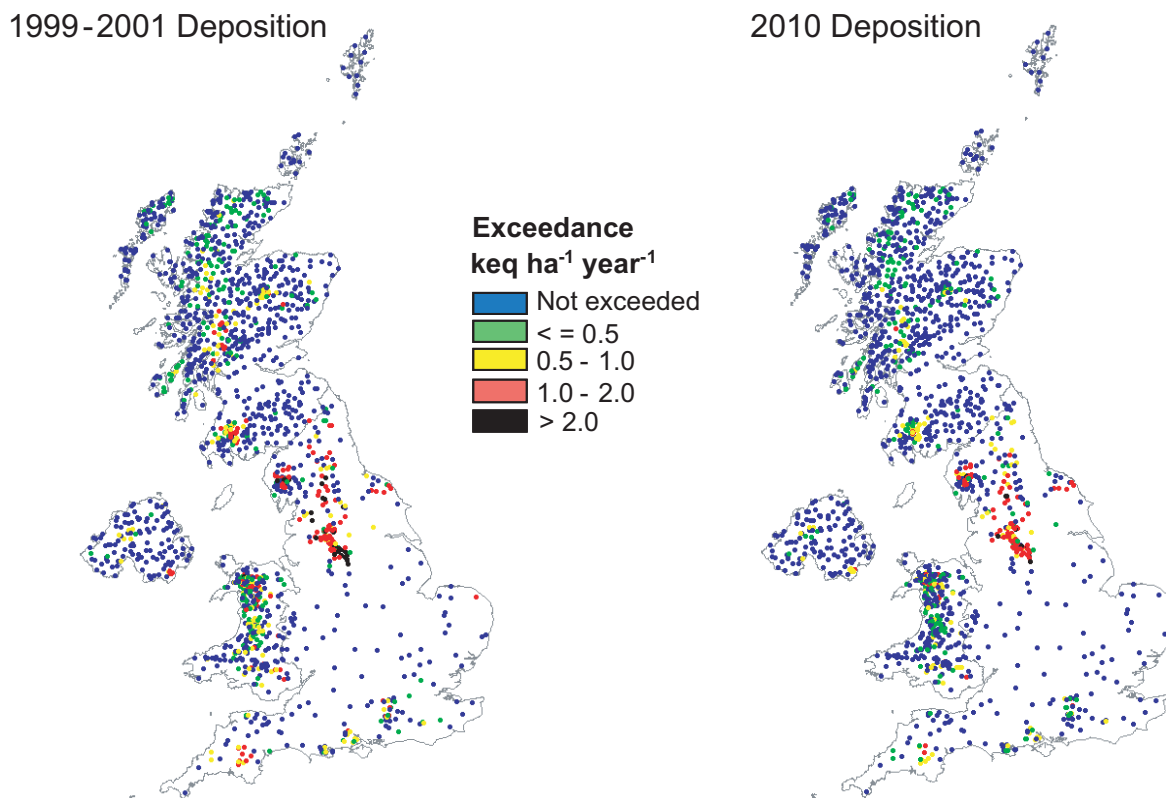 1999-2001 Deposition
2010 Deposition
Exceedance
keq ha⁻¹ year⁻¹
Not exceeded
< = 0.5
0.5 - 1.0
1.0 - 2.0
> 2.0